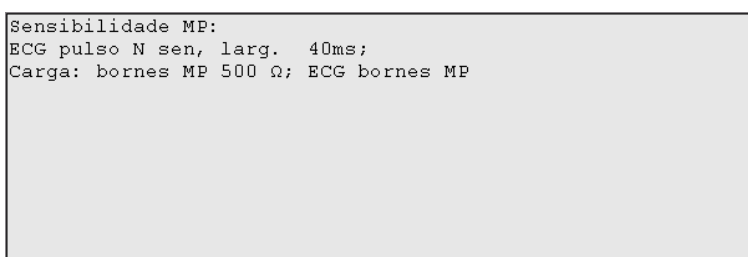 Sensibilidade MP:
ECG pulso N sen, larg.  40ms;
Carga: bornes MP 500 Ω; ECG bornes MP